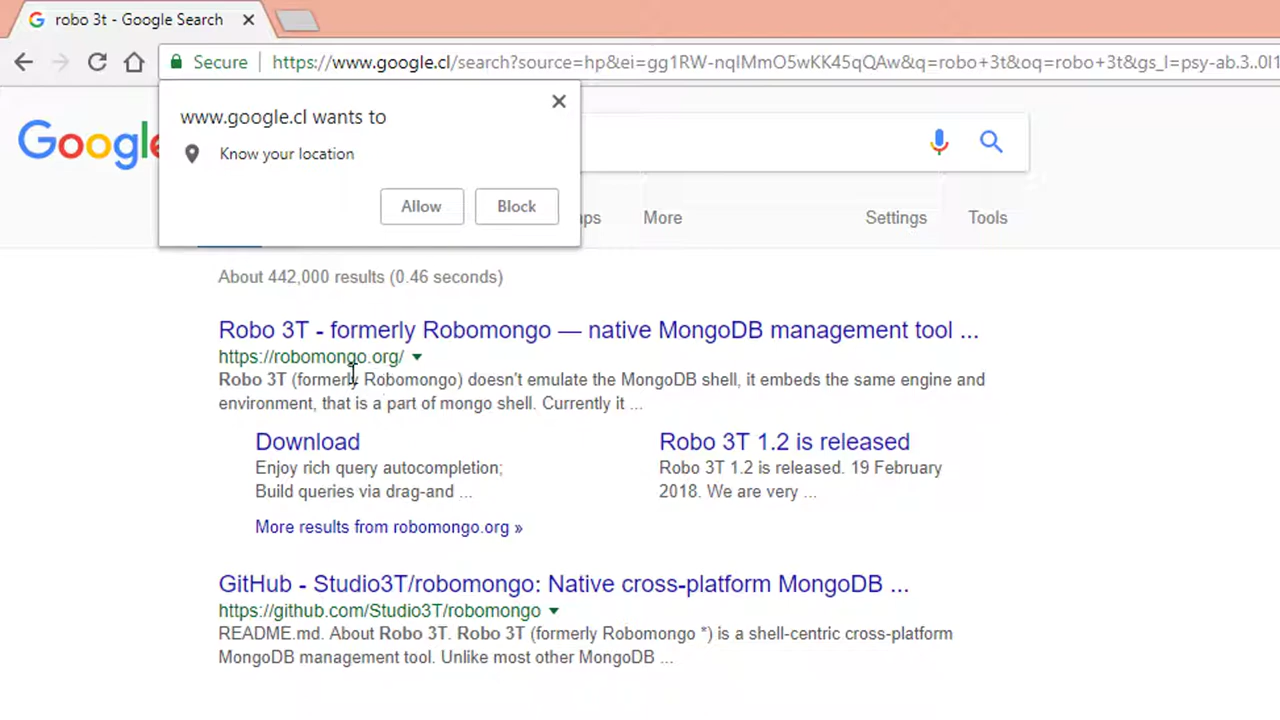 robo 3t - Google Search
Secure https://www.google.cl/search?source=hp&ei=gg1RW-nqIMmO5wKK45qQAw&q=robo+3t&oq=robo+3t&gs_l=psy-ab.3..0l1
www.google.cl wants to
Know your location
Allow Block
Googl
More Settings Tools
About 442,000 results (0.46 seconds)
Robo 3T - formerly Robomongo — native MongoDB management tool ...
https://robomongo.org/
Robo 3T (formerly Robomongo) doesn't emulate the MongoDB shell, it embeds the same engine and
environment, that is a part of mongo shell. Currently it ...
Download
Enjoy rich query autocompletion;
Build queries via drag-and ...
Robo 3T 1.2 is released
Robo 3T 1.2 is released. 19 February
2018. We are very ...
More results from robomongo.org »
GitHub - Studio3T/robomongo: Native cross-platform MongoDB ...
https://github.com/Studio3T/robomongo
README.md. About Robo 3T. Robo 3T (formerly Robomongo *) is a shell-centric cross-platform
MongoDB management tool. Unlike most other MongoDB ...